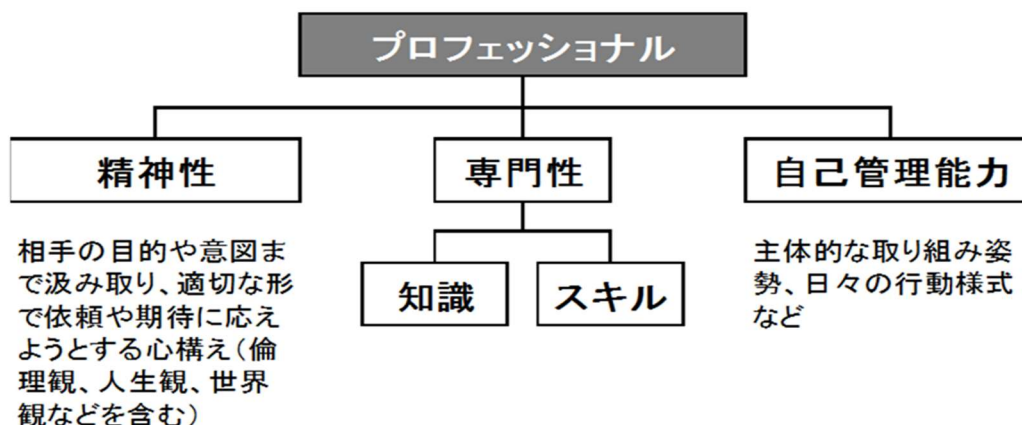 プロフェッショナル
精神性
専門性
自己管理能力
相手の目的や意図ま
で汲み取り、適切な形
で依頼や期待に応え
ようとする心構え（倫
理観、人生観、世界
観などを含む）
知識
スキル
主体的な取り組み姿
勢、日々の行動様式
など